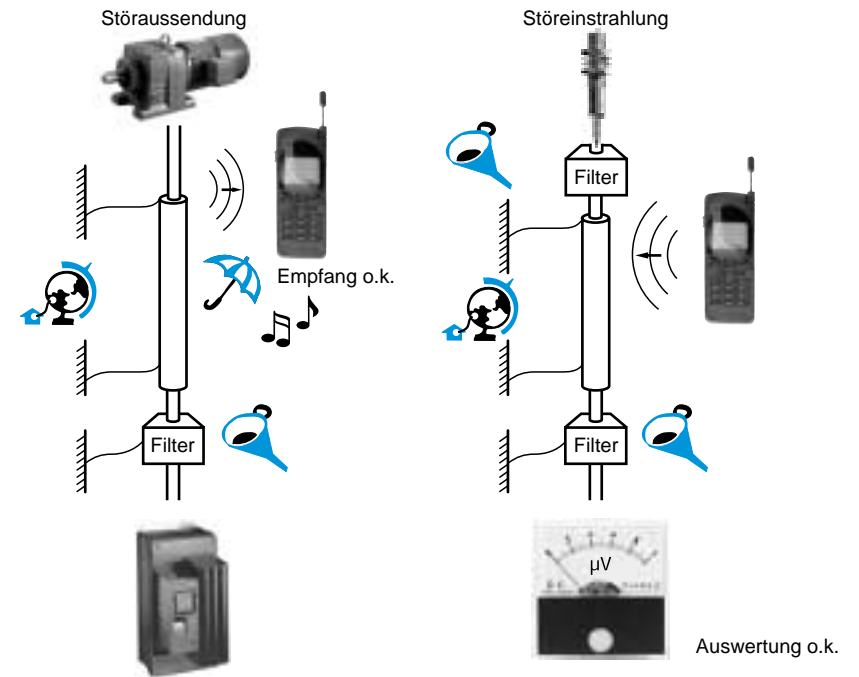 Störaussendung
Empfang o.k.
Filter
Störeinstrahlung
Filter
Filter
µV
Auswertung o.k.